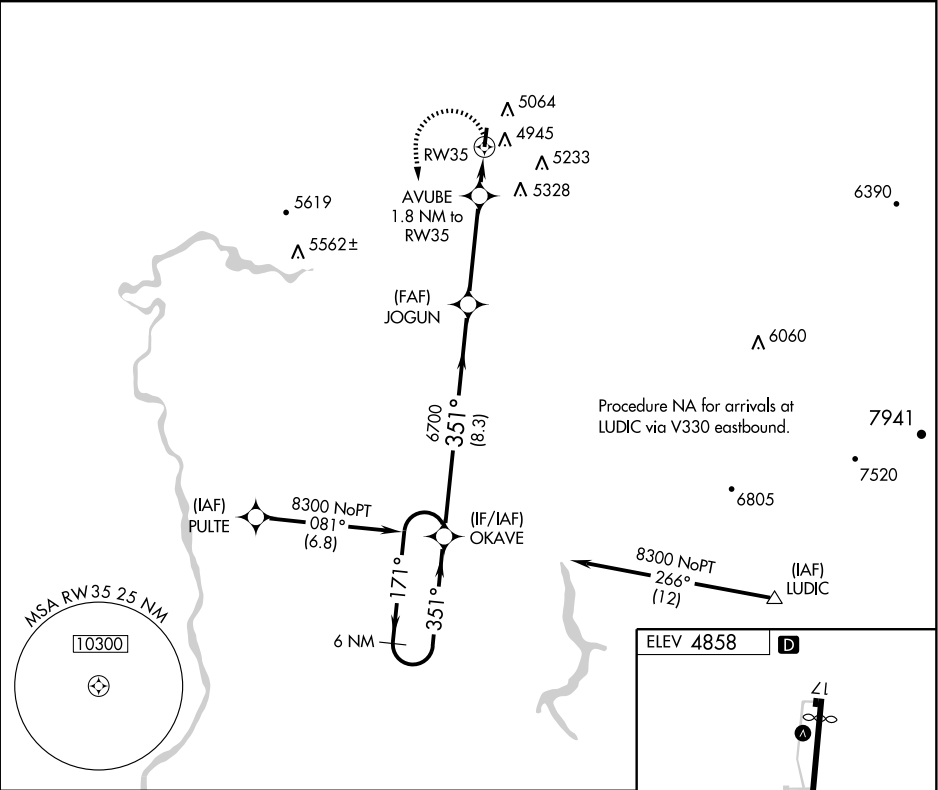 5064
4945
RW35
5233
AVUBE
1.8 NM to
RW35
5328
6390
5619
5562±
(FAF)
JOGUN
6060
Procedure NA for arrivals at
LUDIC via V330 eastbound.
7941
6700
351°
(8.3)
7520
6805
(IAF)
PULTE
8300 NoPT
081°
(6.8)
(IF/IAF)
OKAVE
8300 NoPT
266°
(12)
(IAF)
LUDIC
171°
351°
6 NM
MSA RW35 25 NM
10300
ELEV 4858 D
17